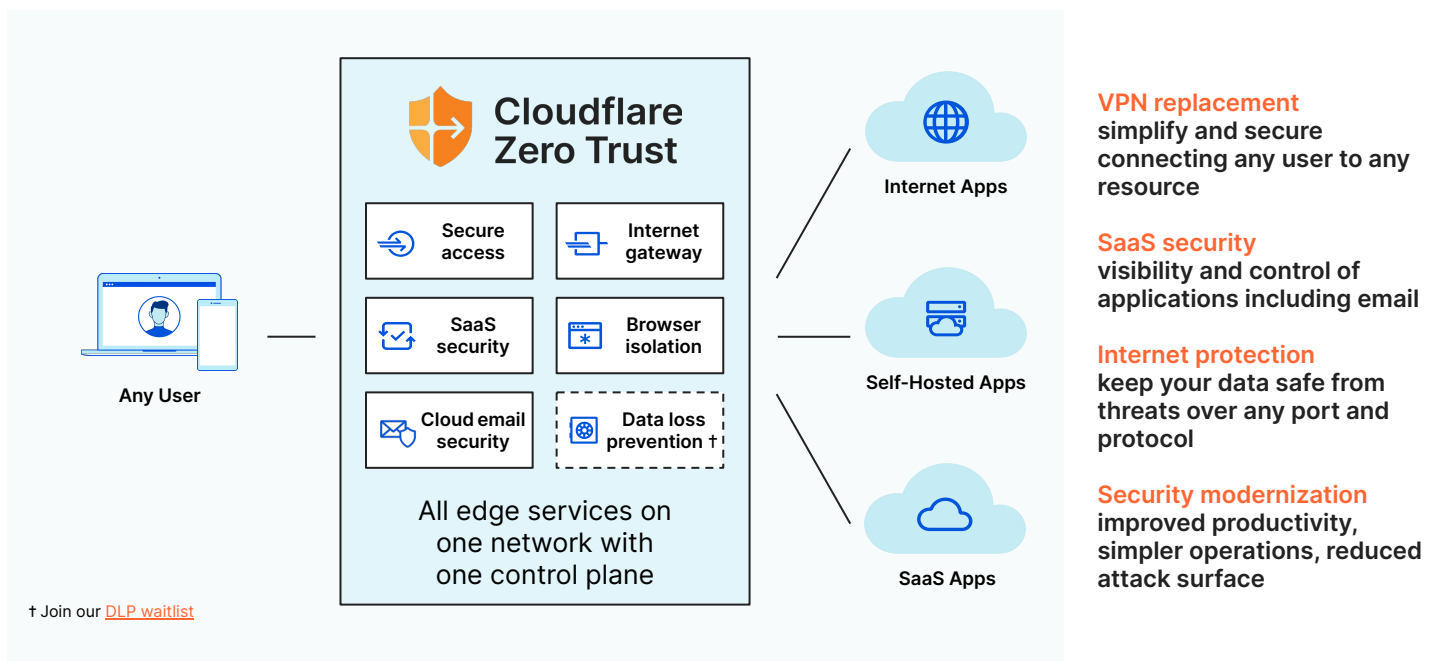 Cloudflare
Zero Trust
Secure
access
Internet
gateway
SaaS
security
Browser
isolation
Cloud email
security
Data loss
prevention †
All edge services on
one network with
one control plane
Any User
Internet Apps
Self-Hosted Apps
SaaS Apps
† Join our DLP waitlist
VPN replacement
simplify and secure
connecting any user to any
resource
SaaS security
visibility and control of
applications including email
Internet protection
keep your data safe from
threats over any port and
protocol
Security modernization
improved productivity,
simpler operations, reduced
attack surface